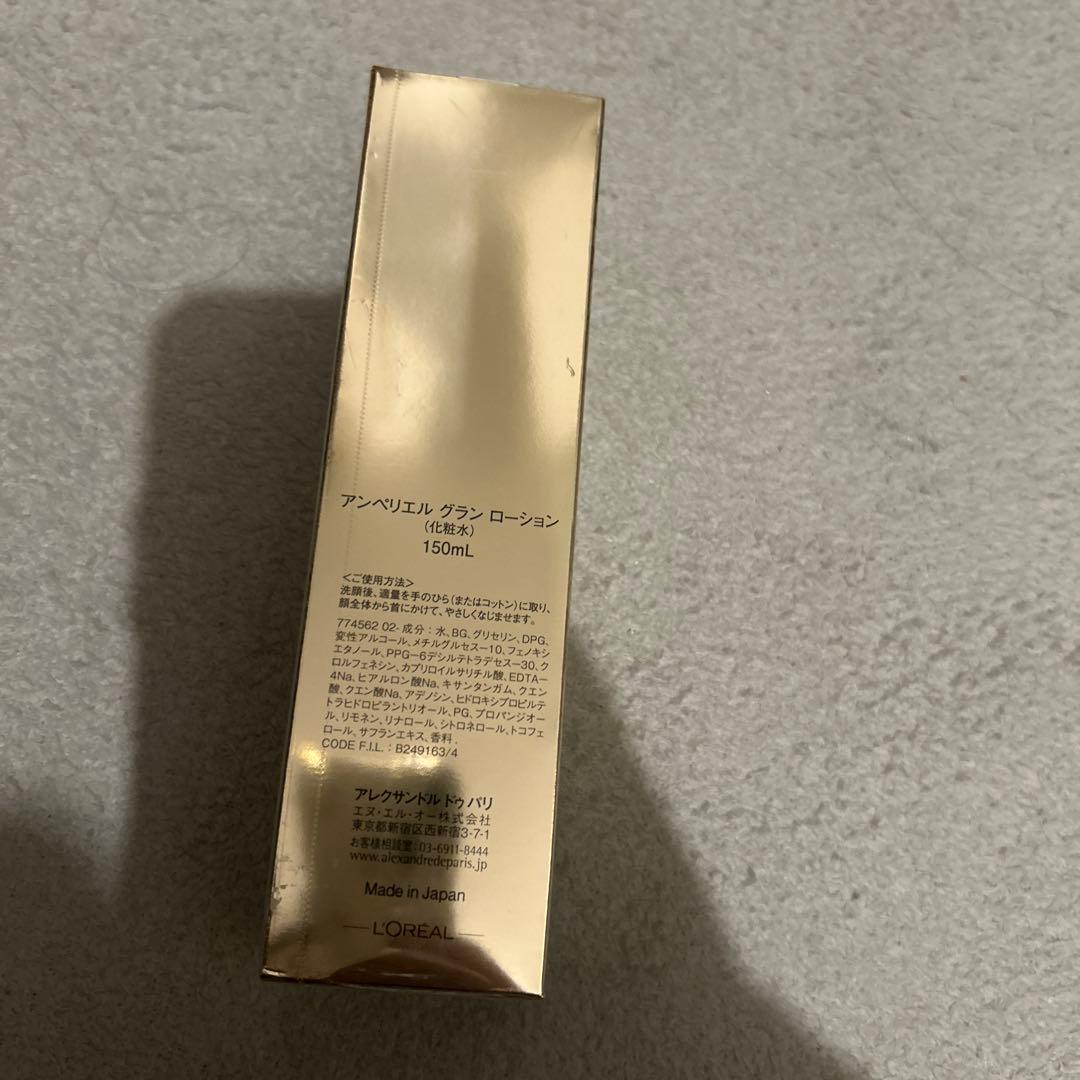 アンペリエル グラン ローション
(化粧水)
150mL
<ご使用方法>
洗顔後、適量を手のひら(またはコットン)に取り、
顔全体から首にかけて、やさしくなじませます。
774562 02- 成分：水、BG、グリセリン、DPG、
変性アルコール、メチルグルセス－10、フェノキシ
エタノール、PPG－6デシルテトラデセス－30、ク
ロルフェネシン、カプリロイルサリチル酸、EDTA－
4Na、ヒアルロン酸Na、キサンタンガム、クエン
酸、クエン酸Na、アデノシン、ヒドロキシプロピルテ
トラヒドロピラントリオール、PG、プロパンジオー
ル、リモネン、リナロール、シトロネロール、トコフェ
ロール、サフランエキス、香料 .
CODE F.I.L. : B249163/4
アレクサンドル ドゥ パリ
エヌ・エル・オー株式会社
東京都新宿区西新宿3-7-1
お客様相談室：03-6911-8444
www.alexandredeparis.jp
Made in Japan
L'ORÉAL